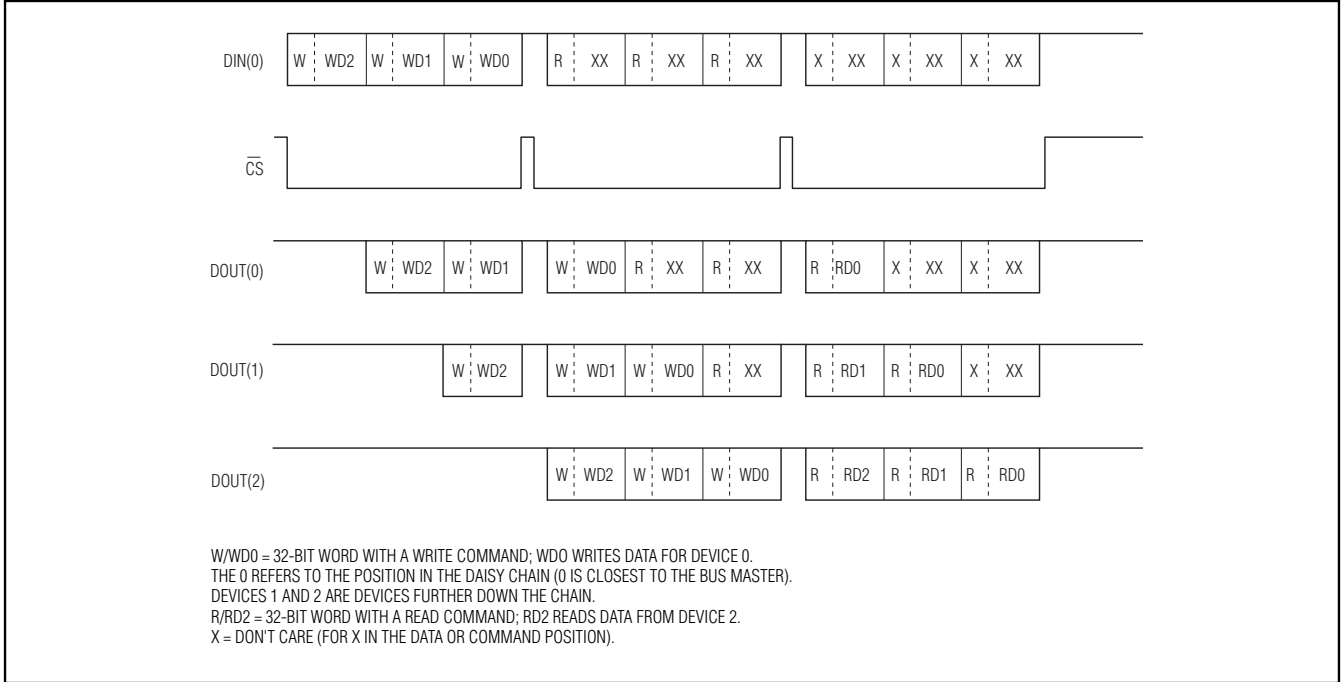 DIN(0) W WD2 W WD1 W WD0 R XX R XX R XX X XX X XX X XX
CS
DOUT(0) W WD2 W WD1 W WD0 R XX R XX R RD0 X XX X XX
DOUT(1) W WD2 W WD1 W WD0 R XX R RD1 R RD0 X XX
DOUT(2) W WD2 W WD1 W WD0 R RD2 R RD1 R RD0
W/WD0 = 32-BIT WORD WITH A WRITE COMMAND; WDO WRITES DATA FOR DEVICE 0.
THE 0 REFERS TO THE POSITION IN THE DAISY CHAIN (0 IS CLOSEST TO THE BUS MASTER).
DEVICES 1 AND 2 ARE DEVICES FURTHER DOWN THE CHAIN.
R/RD2 = 32-BIT WORD WITH A READ COMMAND; RD2 READS DATA FROM DEVICE 2.
X = DON'T CARE (FOR X IN THE DATA OR COMMAND POSITION).